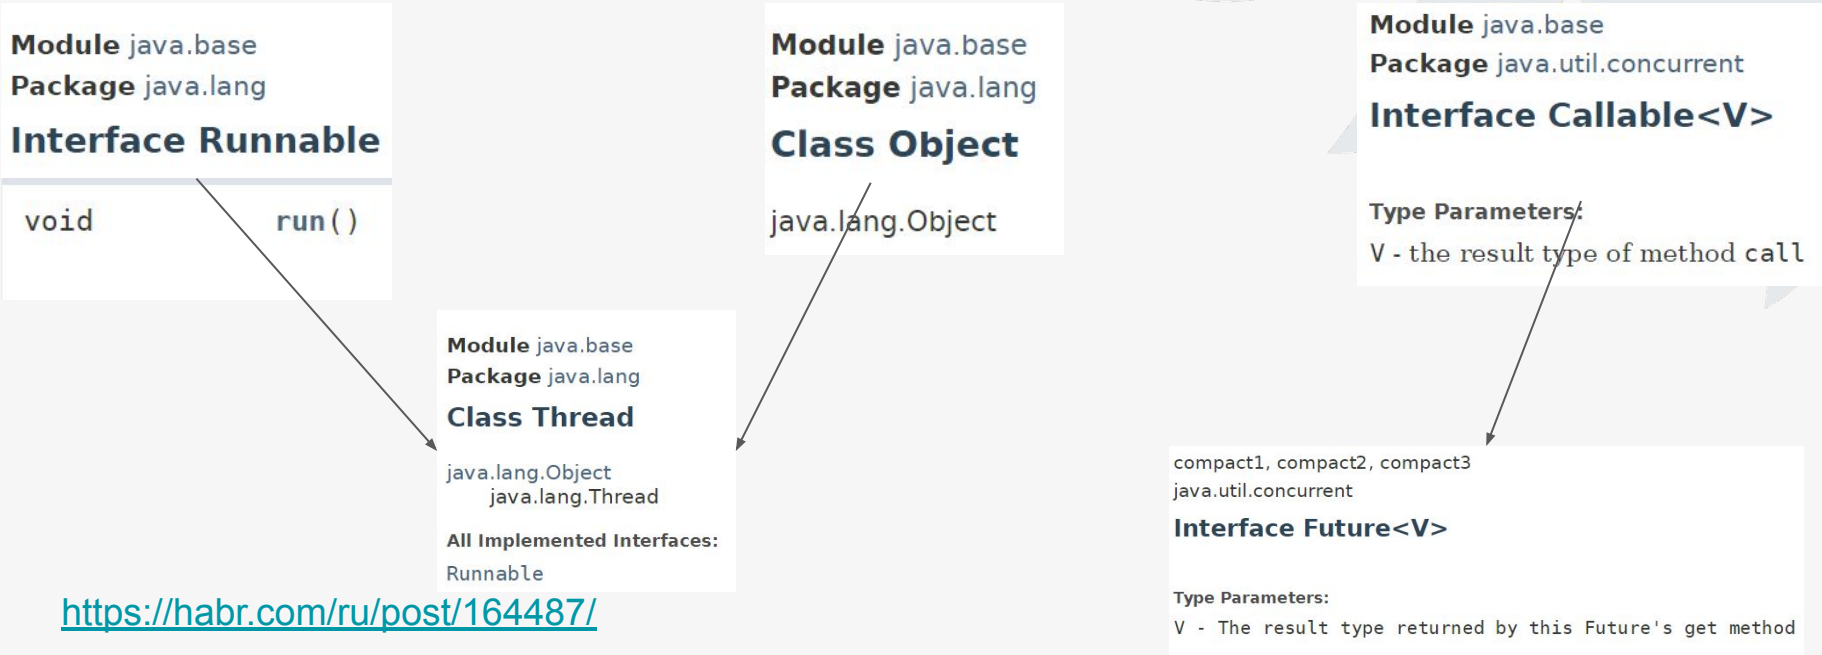 Module java.base
Package java.lang
Interface Runnable
void run()
Module java.base
Package java.lang
Class Object
java.lang.Object
Module java.base
Package java.util.concurrent
Interface Callable<V>
Type Parameters:
V - the result type of method call
Module java.base
Package java.lang
Class Thread
java.lang.Object
java.lang.Thread
All Implemented Interfaces:
Runnable
https://habr.com/ru/post/164487/
compact1, compact2, compact3
java.util.concurrent
Interface Future<V>
Type Parameters:
V - The result type returned by this Future's get method